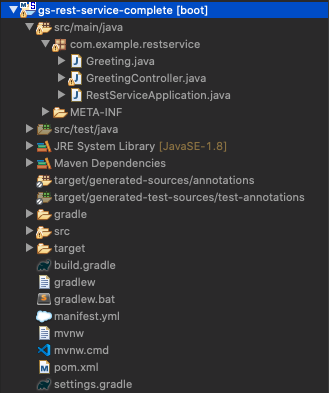 gs-rest-service-complete [boot]
src/main/java
com.example.restservice
Greeting.java
GreetingController.java
RestServiceApplication.java
META-INF
src/test/java
JRE System Library [JavaSE-1.8]
Maven Dependencies
target/generated-sources/annotations
target/generated-test-sources/test-annotations
gradle
src
target
build.gradle
gradlew
gradlew.bat
manifest.yml
mvnw
mvnw.cmd
pom.xml
settings.gradle